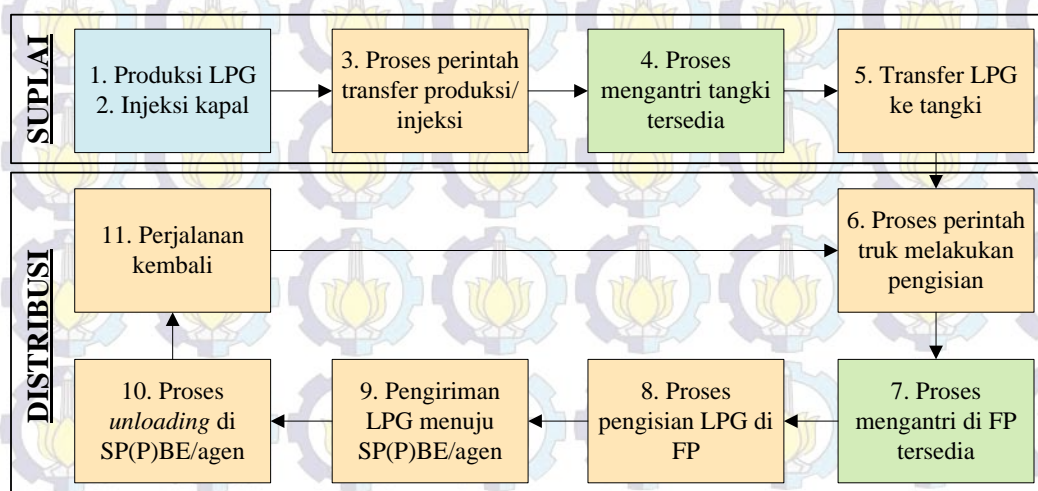 SUPLAI
1. Produksi LPG
2. Injeksi kapal
3. Proses perintah
transfer produksi/
injeksi
4. Proses
mengantri tangki
tersedia
5. Transfer LPG
ke tangki
DISTRIBUSI
6. Proses perintah
truk melakukan
pengisian
7. Proses
mengantri di FP
tersedia
8. Proses
pengisian LPG di
FP
9. Pengiriman
LPG menuju
SP(P)BE/agen
10. Proses
unloading di
SP(P)BE/agen
11. Perjalanan
kembali